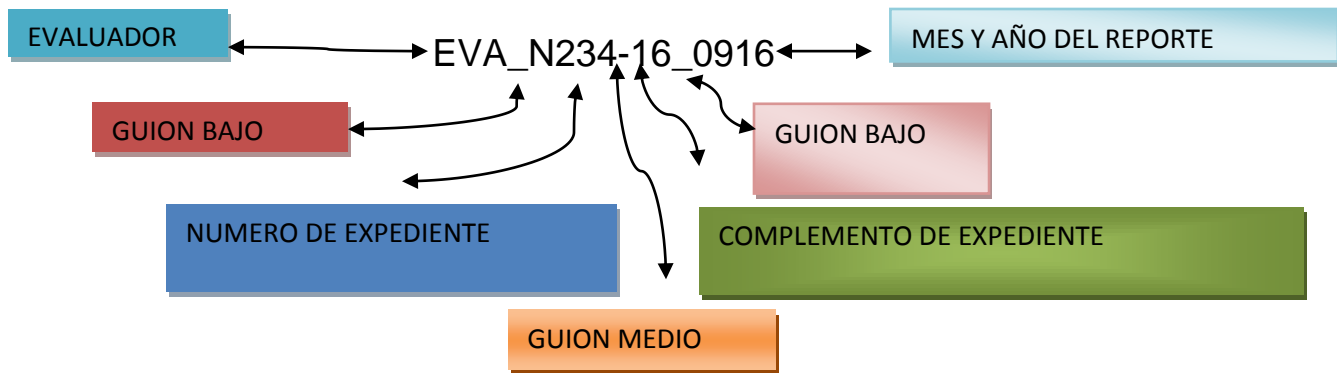 EVALUADOR
EVA_N234-16_0916
MES Y AÑO DEL REPORTE
GUION BAJO
GUION BAJO
NUMERO DE EXPEDIENTE
COMPLEMENTO DE EXPEDIENTE
GUION MEDIO